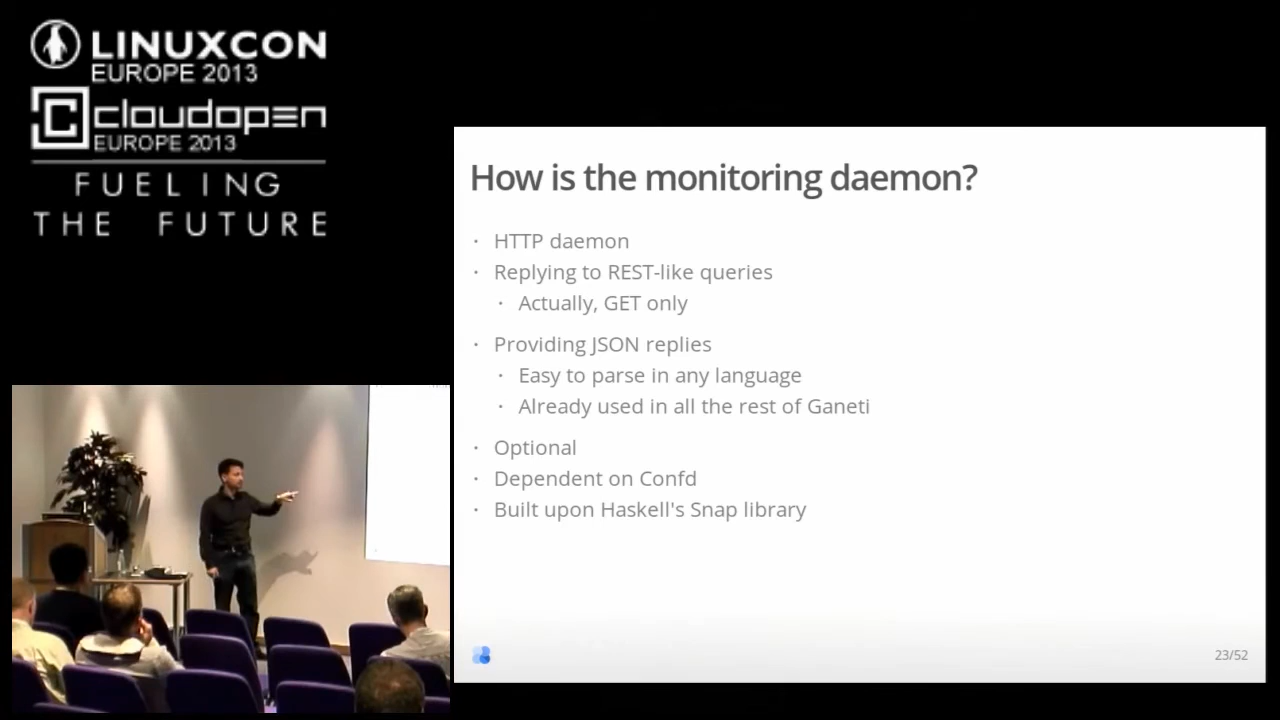 LINUXCON
EUROPE 2013
cloudopen
EUROPE 2013
FUELING
THE FUTURE
How is the monitoring daemon?
· HTTP daemon
· Replying to REST-like queries
· Actually, GET only
· Providing JSON replies
· Easy to parse in any language
· Already used in all the rest of Ganeti
· Optional
· Dependent on Confd
· Built upon Haskell's Snap library
23/52